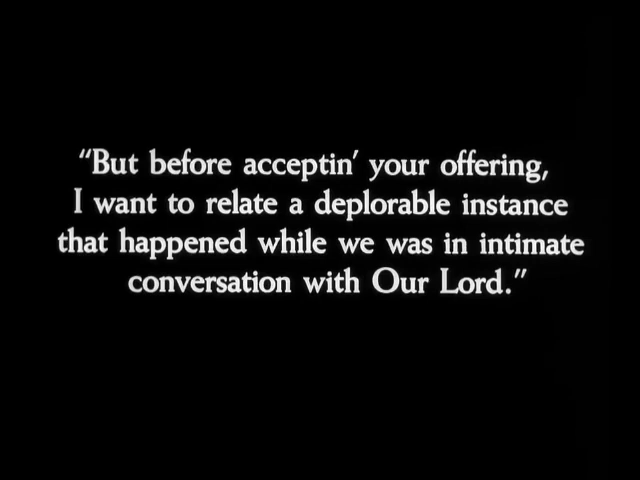 “But before acceptin’ your offering,
I want to relate a deplorable instance
that happened while we was in intimate
conversation with Our Lord.”